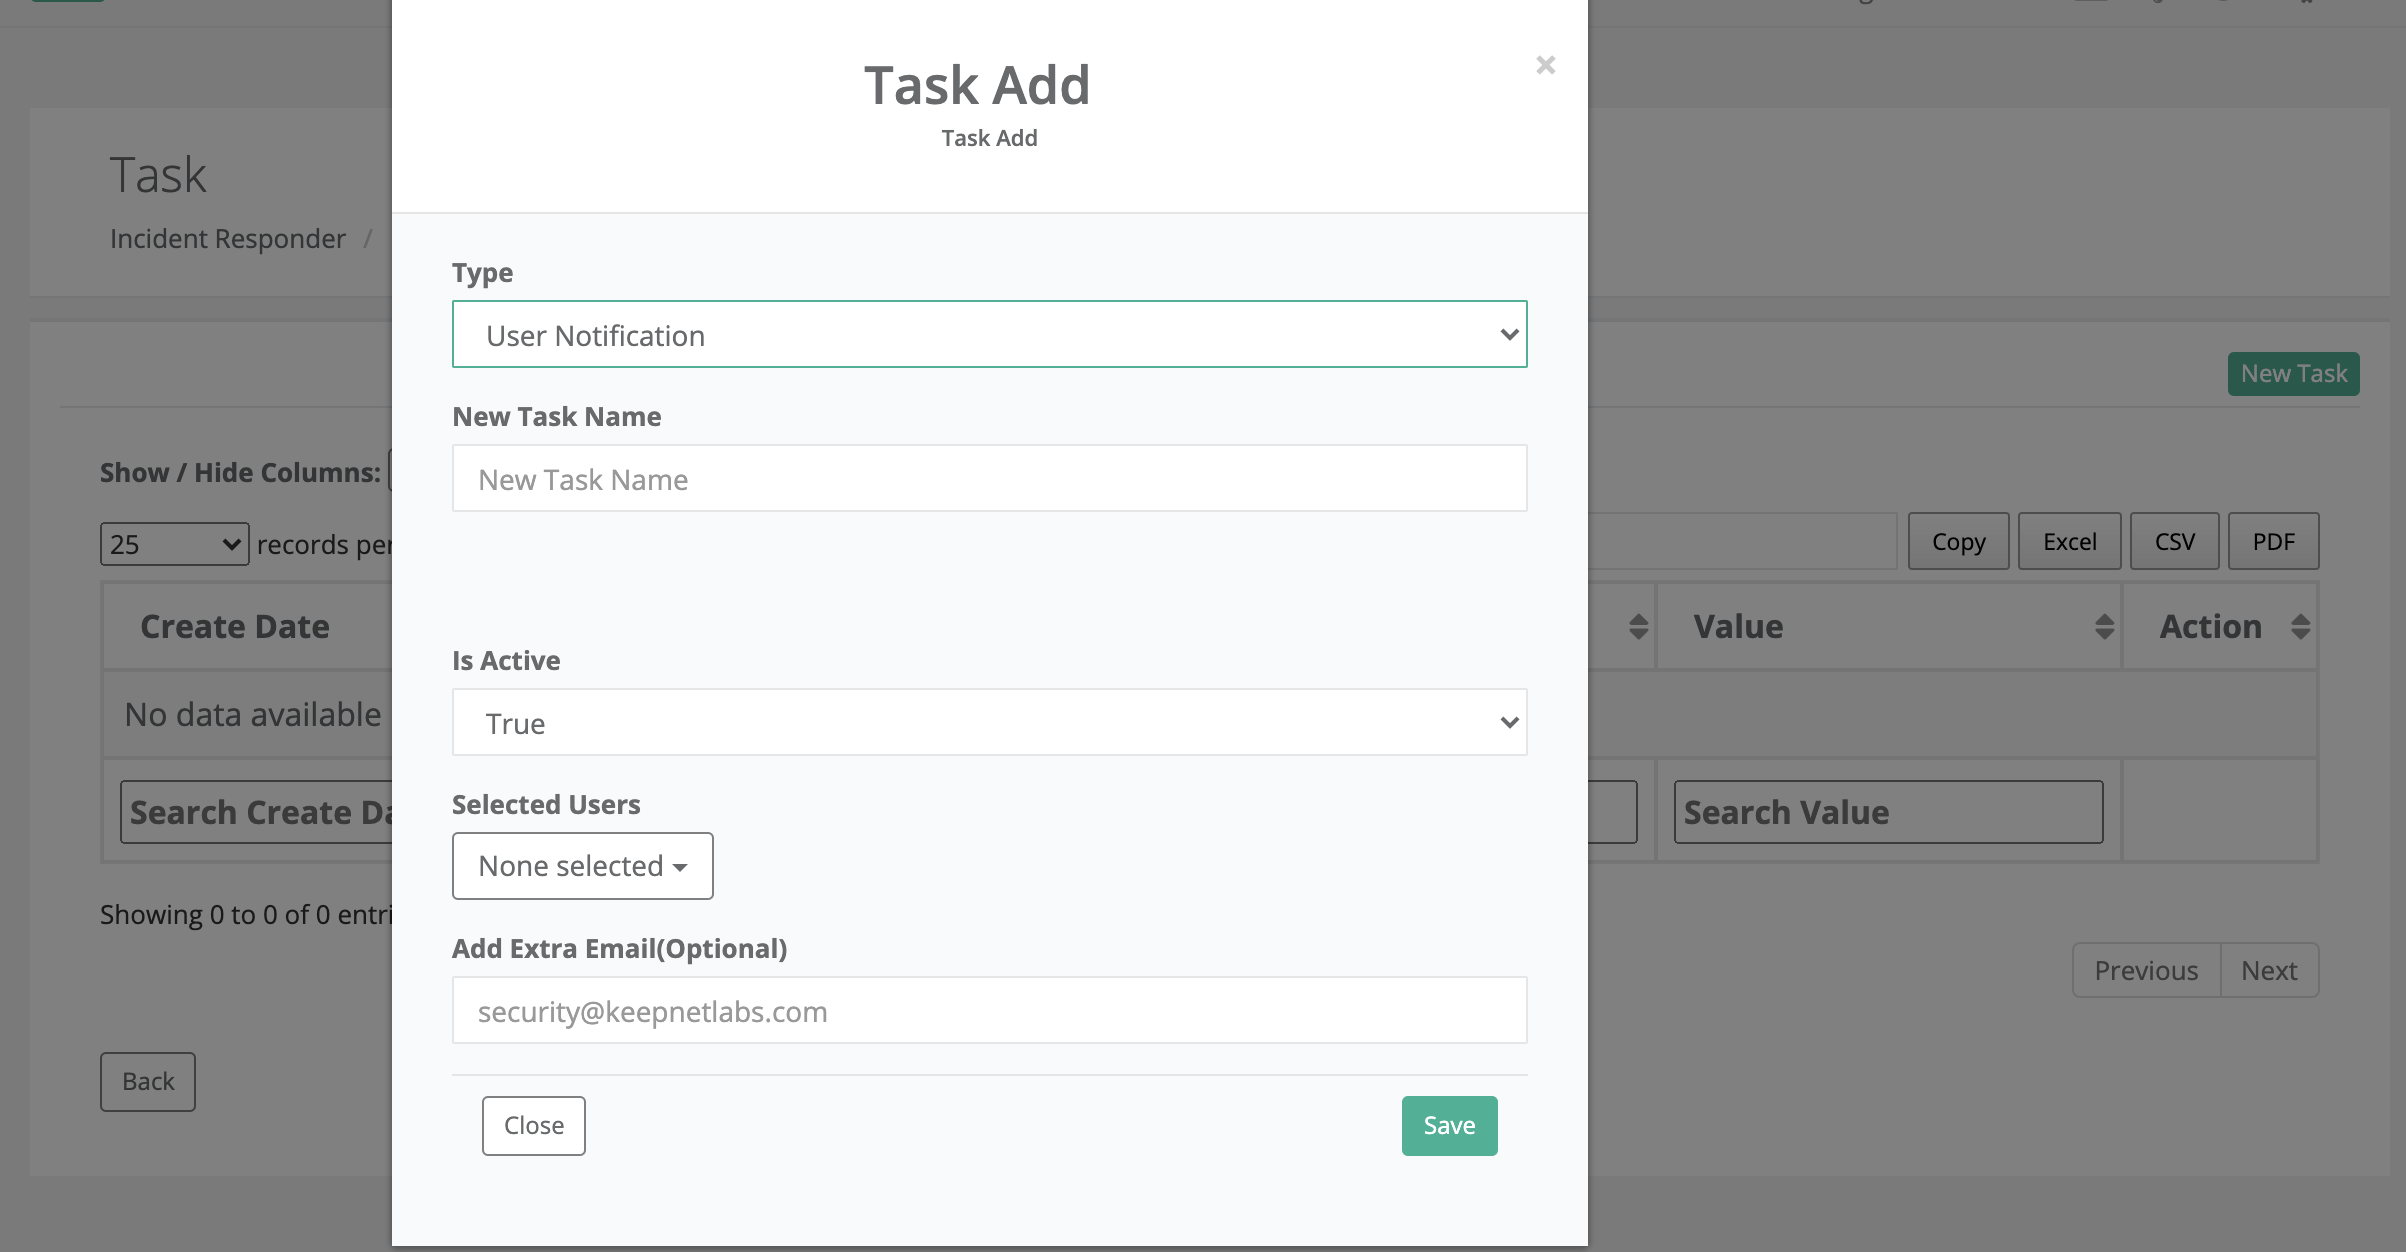 Task Add
×
Task Add
Task
Incident Responder /
Type
User Notification
New Task
New Task Name
New Task Name
Show / Hide Columns:
25 records per
Copy Excel CSV PDF
Create Date Value Action
Is Active
True
No data available
Selected Users
None selected
Search Create Da Search Value
Showing 0 to 0 of 0 entri
Add Extra Email(Optional)
security@keepnetlabs.com
Previous Next
Back
Close Save